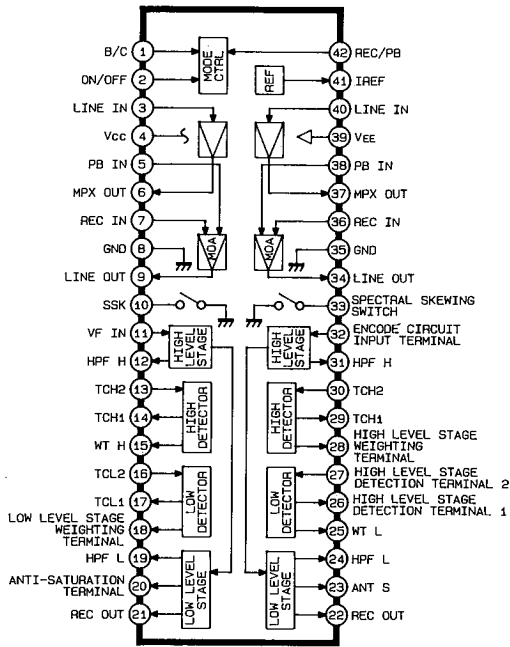 B/C 1
ON/OFF 2
LINE IN 3
Vcc 4
PB IN 5
MPX OUT 6
REC IN 7
GND 8
LINE OUT 9
SSK 10
VF IN 11
HPF H 12
TCH2 13
TCH1 14
WT H 15
TCL2 16
TCL1 17
LOW LEVEL STAGE
WEIGHTING 18
TERMINAL
HPF L 19
ANTI-SATURATION
TERMINAL 20
REC OUT 21
MODE
CTRL
IREF
MOA
MOA
HIGH
LEVEL
STAGE
HIGH
LEVEL
STAGE
HIGH
DETECTOR
HIGH
DETECTOR
LOW
DETECTOR
LOW
DETECTOR
LOW LEVEL
STAGE
LOW LEVEL
STAGE
42 REC/PB
41 IREF
40 LINE IN
39 VEE
38 PB IN
37 MPX OUT
36 REC IN
35 GND
34 LINE OUT
33 SPECTRAL SKEWING
SWITCH
32 ENCODE CIRCUIT
INPUT TERMINAL
31 HPF H
30 TCH2
29 TCH1
HIGH LEVEL STAGE
28 WEIGHTING
TERMINAL
27 HIGH LEVEL STAGE
DETECTION TERMINAL 2
26 HIGH LEVEL STAGE
DETECTION TERMINAL 1
25 WT L
24 HPF L
23 ANT S
22 REC OUT